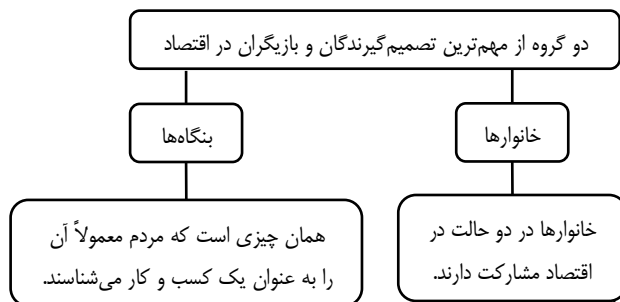 دو گروه از مهم‌ترین تصمیم‌گیرندگان و بازیگران در اقتصاد
خانوارها
بنگاه‌ها
خانوارها در دو حالت در
اقتصاد مشارکت دارند.
همان چیزی است که مردم معمولاً آن
را به عنوان یک کسب و کار می‌شناسند.